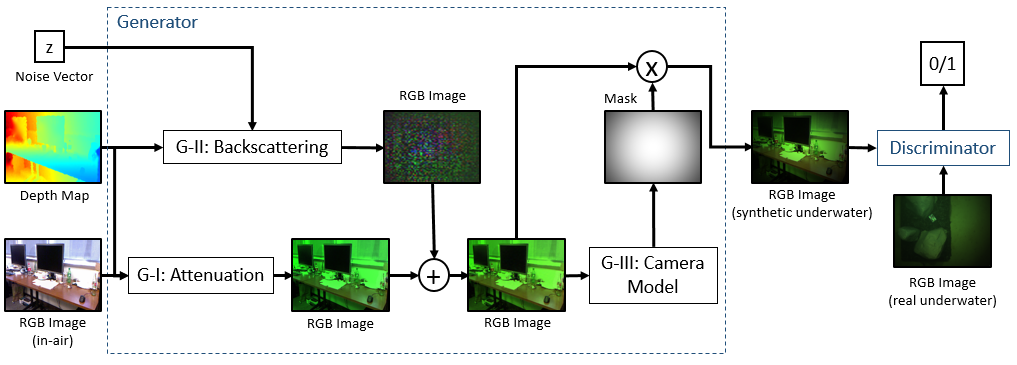 Generator
z
Noise Vector
RGB Image
Mask
X
0/1
G-II: Backscattering
Discriminator
Depth Map
RGB Image
(synthetic underwater)
G-I: Attenuation
+
G-III: Camera
Model
RGB Image
(real underwater)
RGB Image
(in-air)
RGB Image
RGB Image